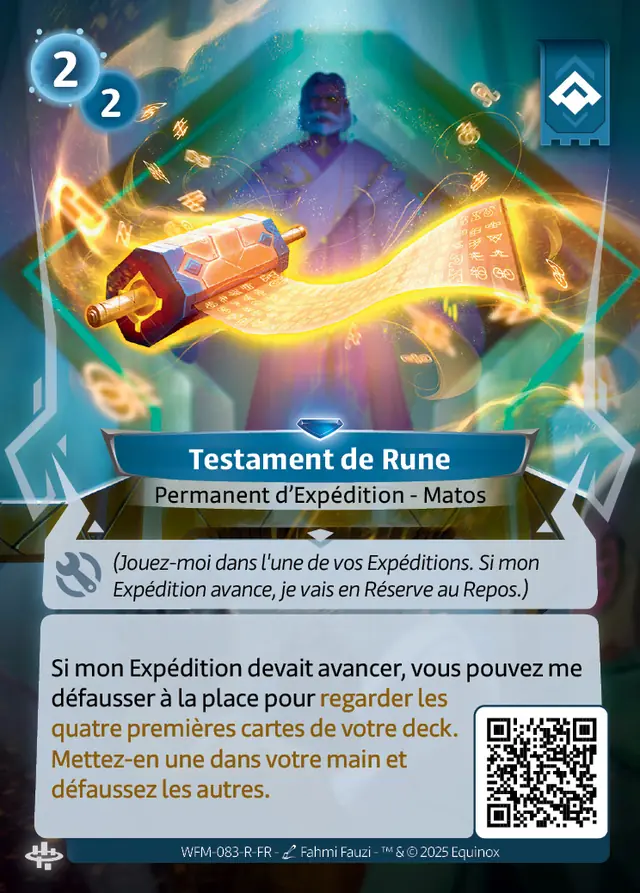 2
2
Testament de Rune
Permanent d'Expédition - Matos
(Jouez-moi dans l'une de vos Expéditions. Si mon
Expédition avance, je vais en Réserve au Repos.)
Si mon Expédition devait avancer, vous pouvez me
défausser à la place pour regarder les
quatre premières cartes de votre deck.
Mettez-en une dans votre main et
défaussez les autres.
WFM-083-R-FR - Fahmi Fauzi - ™ & © 2025 Equinox